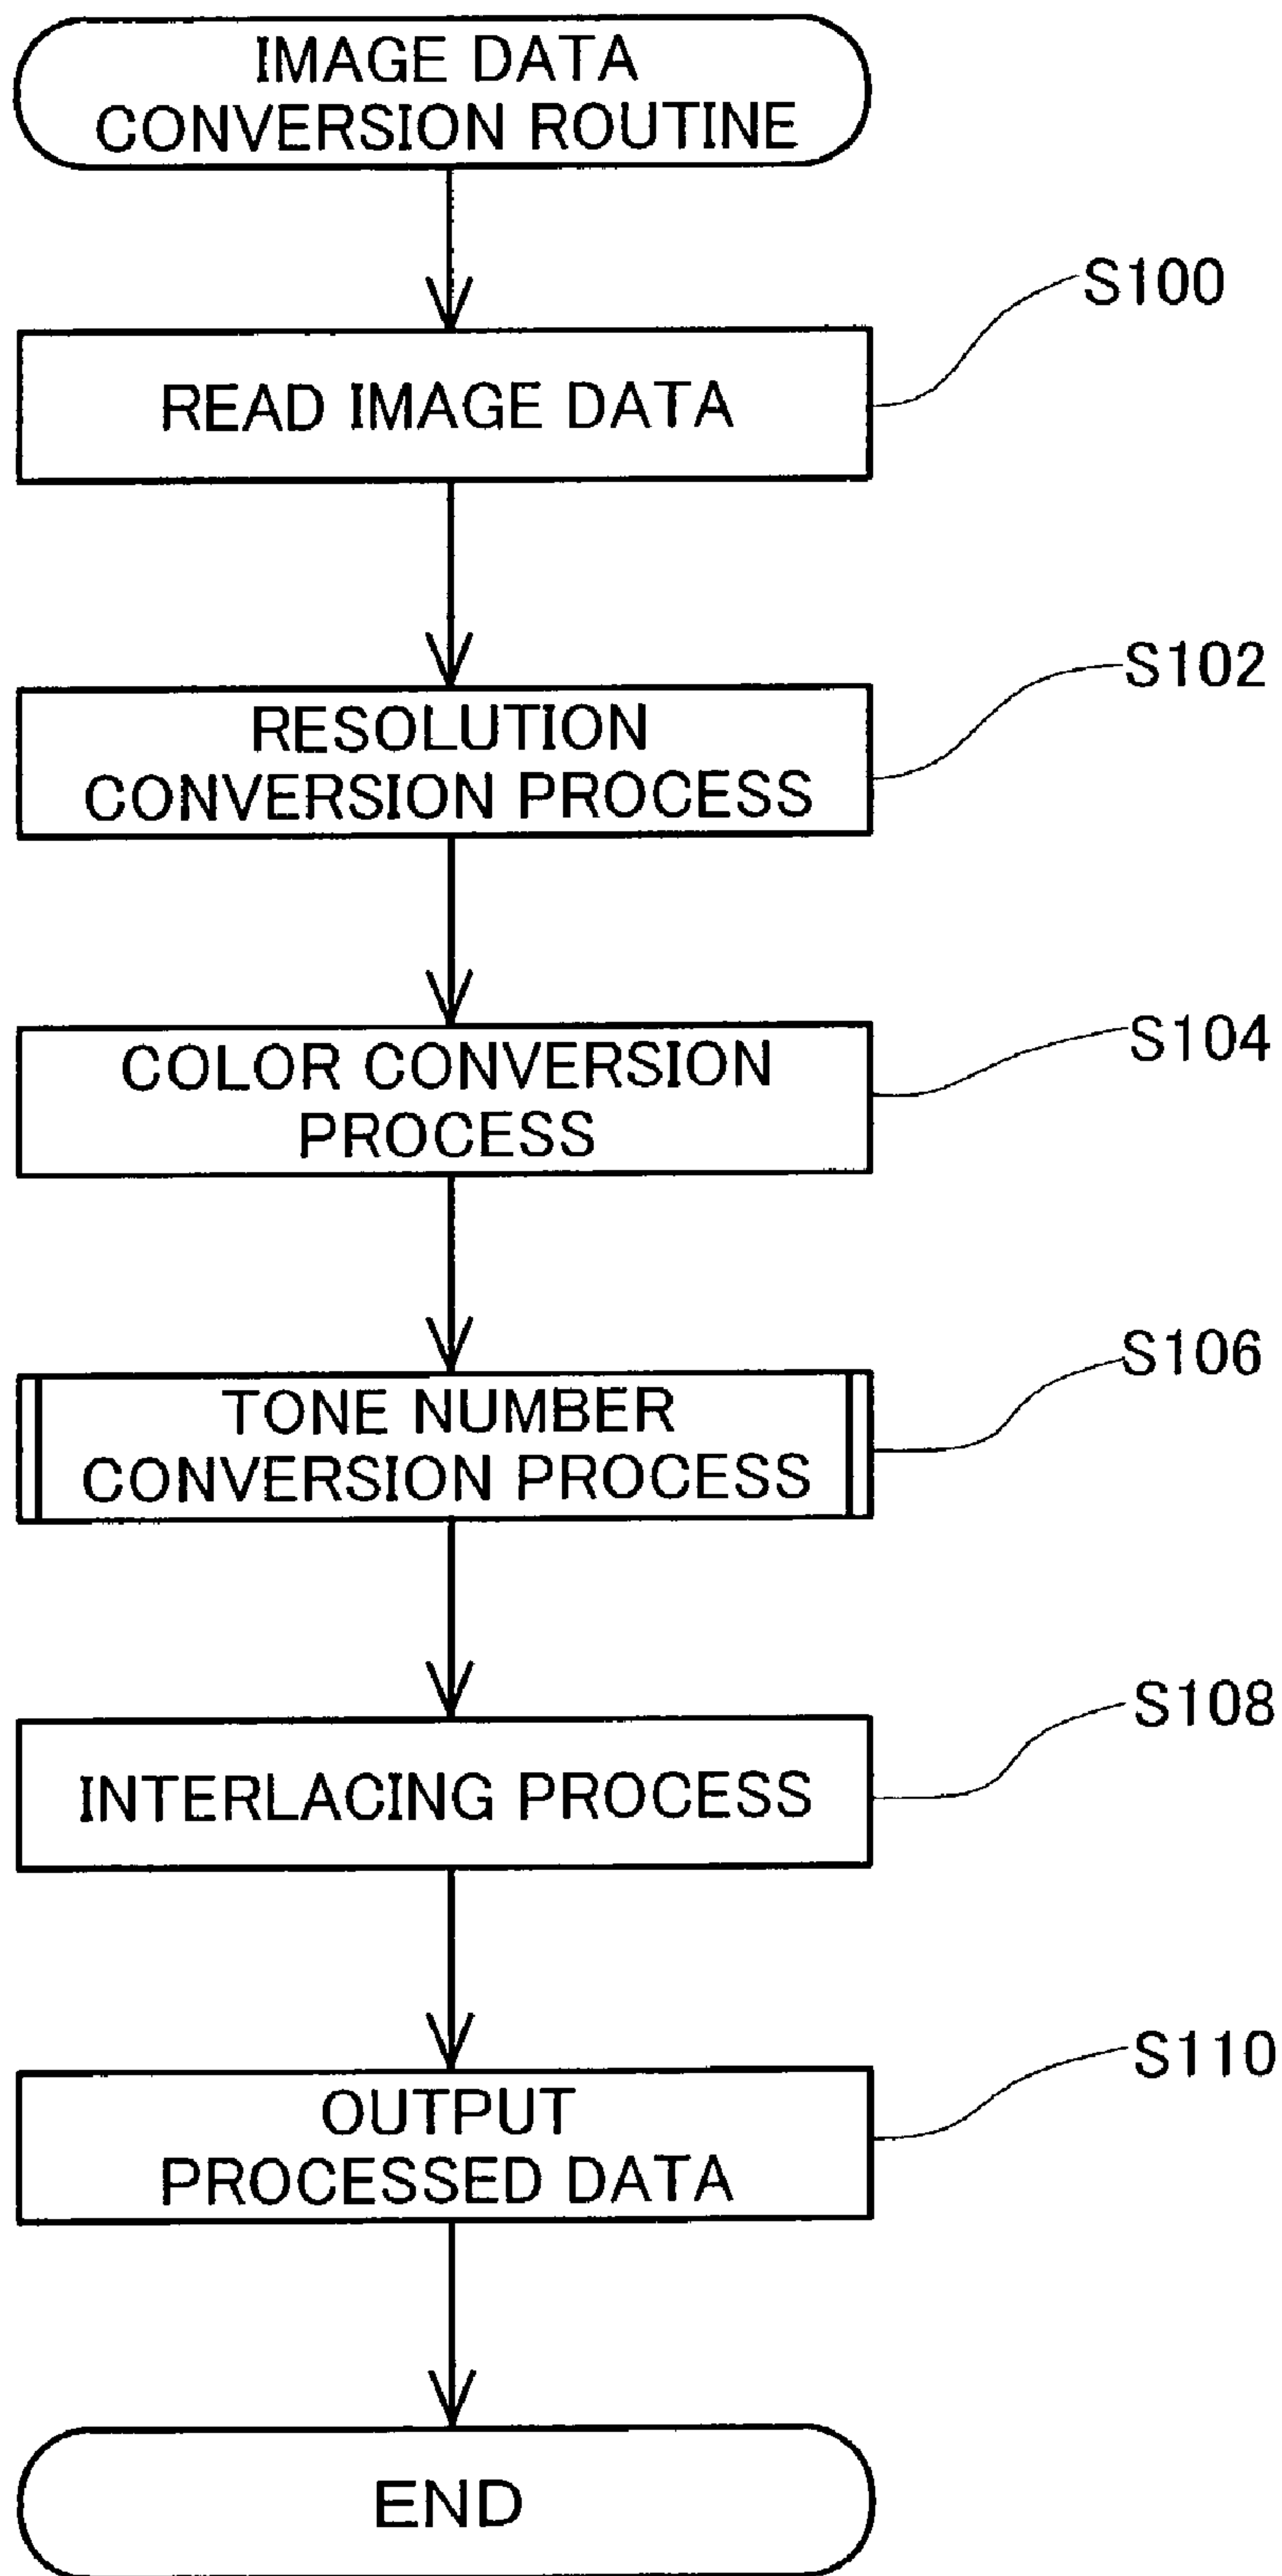 IMAGE DATA
CONVERSION ROUTINE
S100
READ IMAGE DATA
S102
RESOLUTION
CONVERSION PROCESS
S104
COLOR CONVERSION
PROCESS
S106
TONE NUMBER
CONVERSION PROCESS
S108
INTERLACING PROCESS
S110
OUTPUT
PROCESSED DATA
END